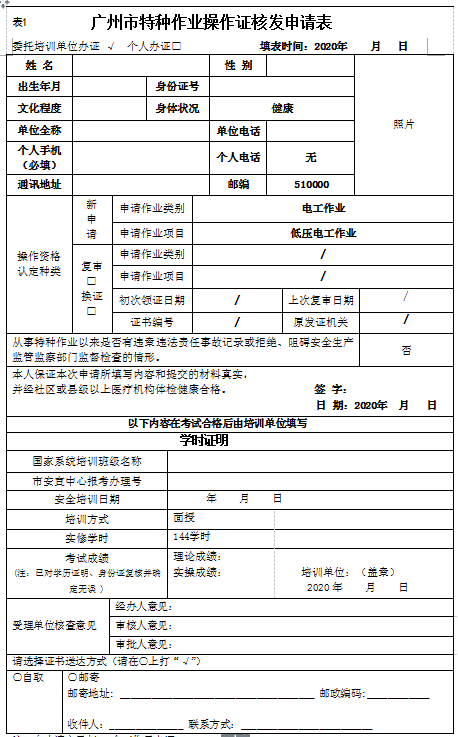 表1
广州市特种作业操作证核发申请表
委托培训单位办证 √ 个人办证□ 填表时间：2020年 月 日
姓 名 性 别
出生年月 身份证号
文化程度 身体状况 健康
照片
单位全称 单位电话
个人手机（必填） 个人电话 无
通讯地址 邮编 510000
操作资格认定种类
新申请
申请作业类别 电工作业
申请作业项目 低压电工作业
复审□换证□
申请作业类别 /
申请作业项目 /
初次领证日期 / 上次复审日期 /
证书编号 / 原发证机关 /
从事特种作业以来是否有违章违法责任事故记录或拒绝、阻碍安全生产
监管监察部门监督检查的情形。 否
本人保证本次申请所填写内容和提交的材料真实，
并经社区或县级以上医疗机构体检健康合格。 签 字：
日 期：2020年 月 日
以下内容在考试合格后由培训单位填写
学时证明
国家系统培训班级名称
市安宣中心报考办理号
安全培训日期 年 月 日
培训方式 面授
实修学时 144学时
考试成绩 理论成绩：
(注：已对学历证明、身份证复核并确定无误 ) 实操成绩： 培训单位：（盖章）
2020 年 月 日
受理单位核查意见
经办人意见：
审核人意见：
审批人意见：
请选择证书送达方式（请在〇上打“ √”）
〇自取 〇邮寄
邮寄地址： 邮政编码：
收件人： 联系方式：